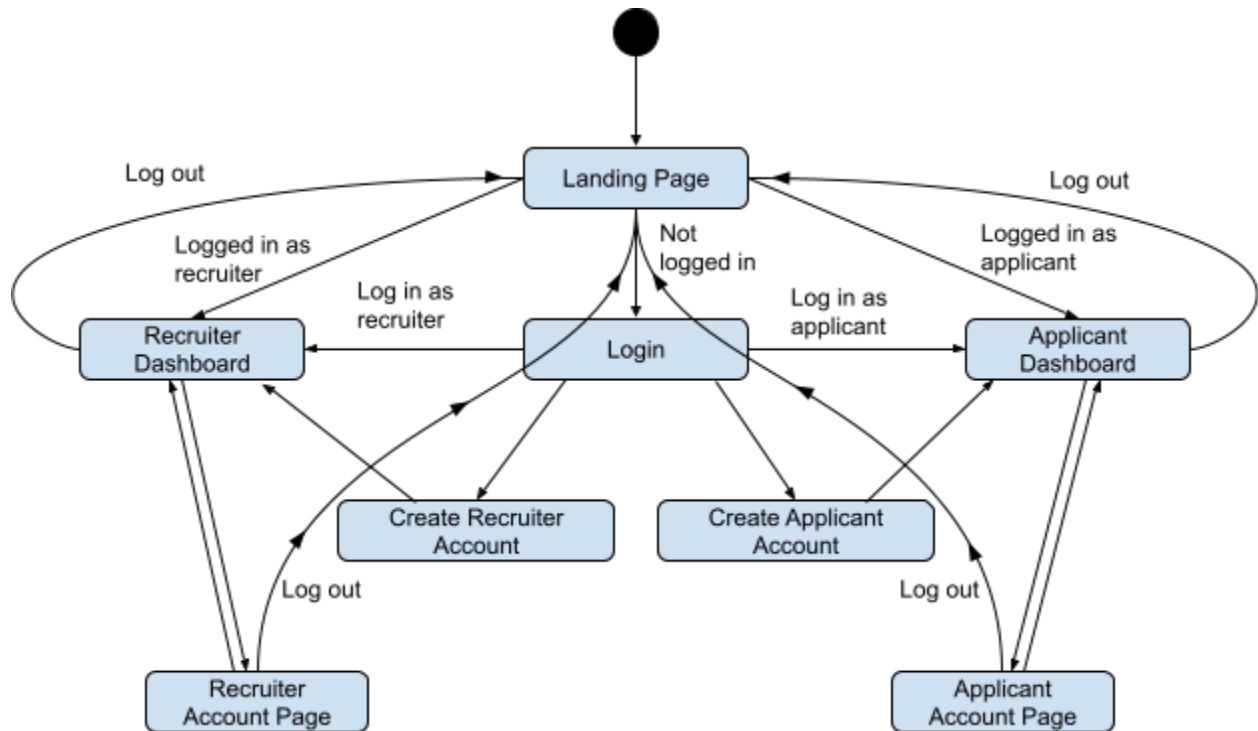 Log out
Landing Page
Log out
Logged in as
recruiter
Not
logged in
Logged in as
applicant
Log in as
recruiter
Log in as
applicant
Recruiter
Dashboard
Login
Applicant
Dashboard
Create Recruiter
Account
Create Applicant
Account
Log out
Log out
Recruiter
Account Page
Applicant
Account Page